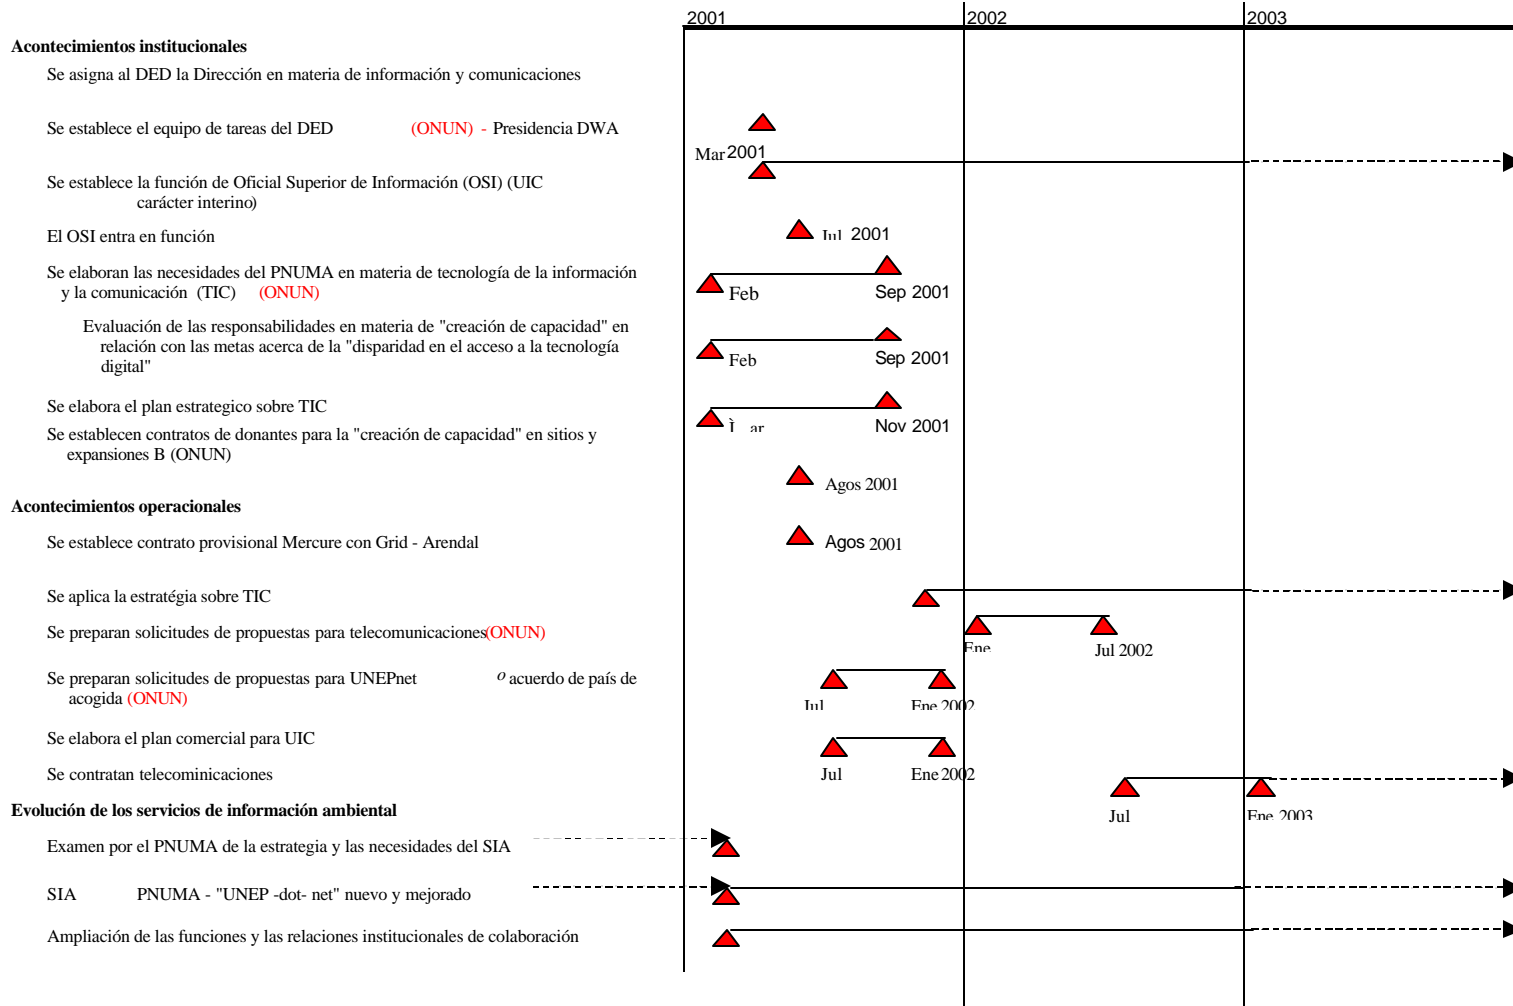 2001 2002 2003
Acontecimientos institucionales
Se asigna al DED la Dirección en materia de información y comunicaciones
Se establece el equipo de tareas del DED (ONUN) - Presidencia DWA
Mar 2001
Se establece la función de Oficial Superior de Información (OSI) (UIC
carácter interino)
El OSI entra en función Jul 2001
Se elaboran las necesidades del PNUMA en materia de tecnología de la información
y la comunicación (TIC) (ONUN) Feb Sep 2001
Evaluación de las responsabilidades en materia de "creación de capacidad" en
relación con las metas acerca de la "disparidad en el acceso a la tecnología
digital" Feb Sep 2001
Se elabora el plan estrategico sobre TIC
Nov 2001
Se establecen contratos de donantes para la "creación de capacidad" en sitios y
expansiones B (ONUN)
Agos 2001
Acontecimientos operacionales
Se establece contrato provisional Mercure con Grid - Arendal Agos 2001
Se aplica la estratégia sobre TIC
Se preparan solicitudes de propuestas para telecomunicaciones(ONUN)
Ene Jul 2002
Se preparan solicitudes de propuestas para UNEPnet o acuerdo de país de
acogida (ONUN)
Jul Ene 2002
Se elabora el plan comercial para UIC
Jul Ene 2002
Se contratan telecominicaciones
Jul Ene 2003
Evolución de los servicios de información ambiental
Examen por el PNUMA de la estrategia y las necesidades del SIA
SIA PNUMA - "UNEP -dot- net" nuevo y mejorado
Ampliación de las funciones y las relaciones institucionales de colaboración